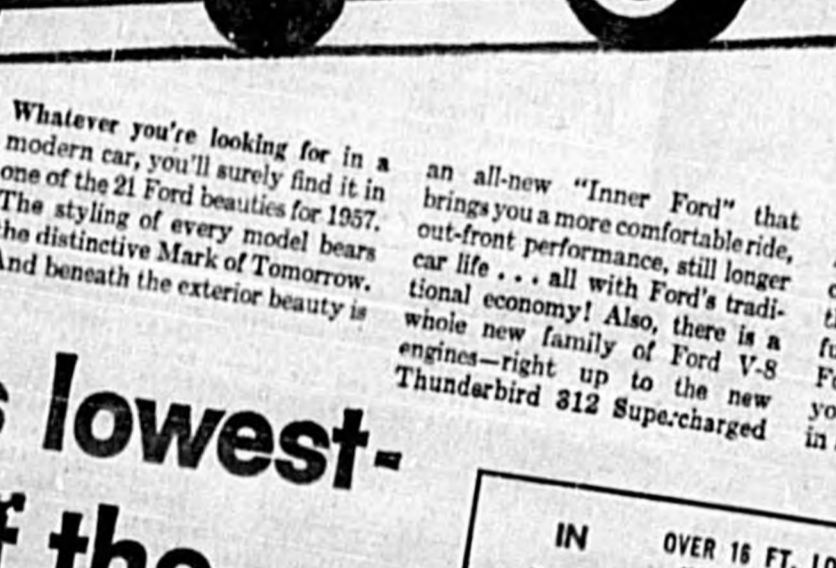 Whatever you're looking for in a
modern car, you'll surely find it in
one of the 21 Ford beauties for 1957.
The styling of every model bears
the distinctive Mark of Tomorrow.
And beneath the exterior beauty is
an all-new "Inner Ford" that
brings you a more comfortable ride,
out-front performance, still longer
car life . . . all with Ford's tradi-
tional economy! Also, there is a
whole new family of Ford V-8
engines—right up to the new
Thunderbird 312 Supercharged
lowest-
the
IN
OVER 16 FT.